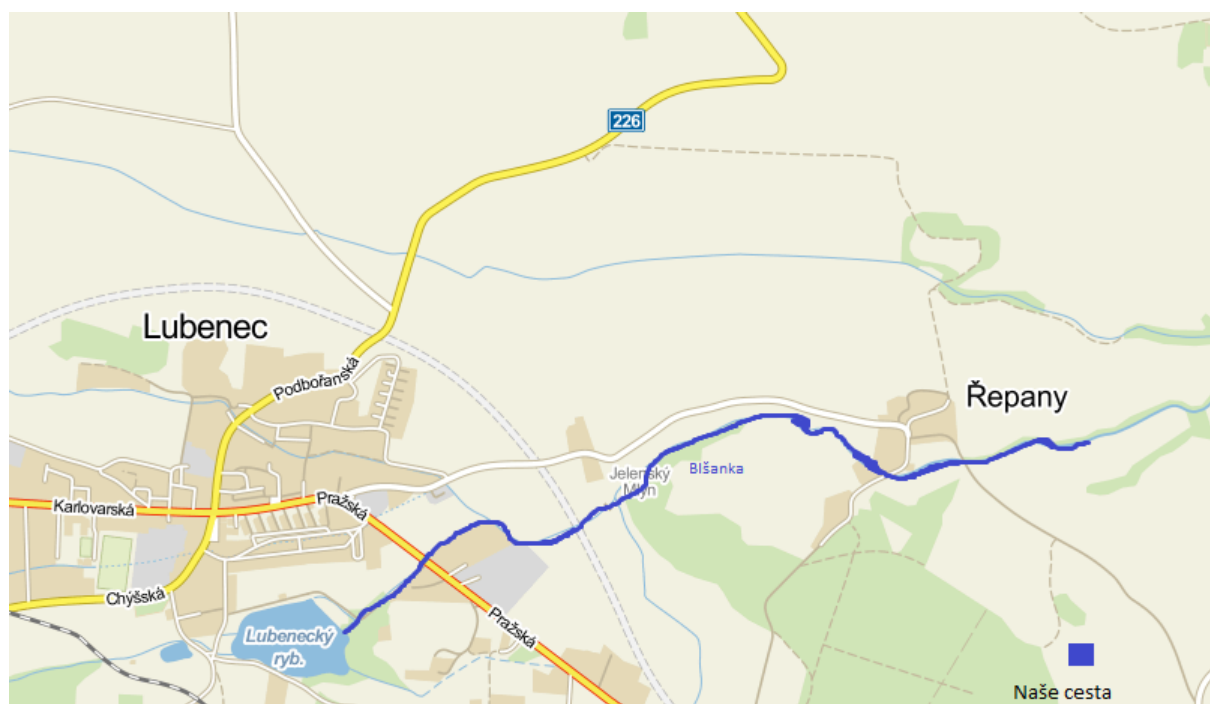 226
Lubenec
Podbořanská
Řepany
Jelenský
Mlýn
Blšanka
Karlovarská
Pražská
Chýšská
Pražská
Lubenecký
ryb.
Naše cesta